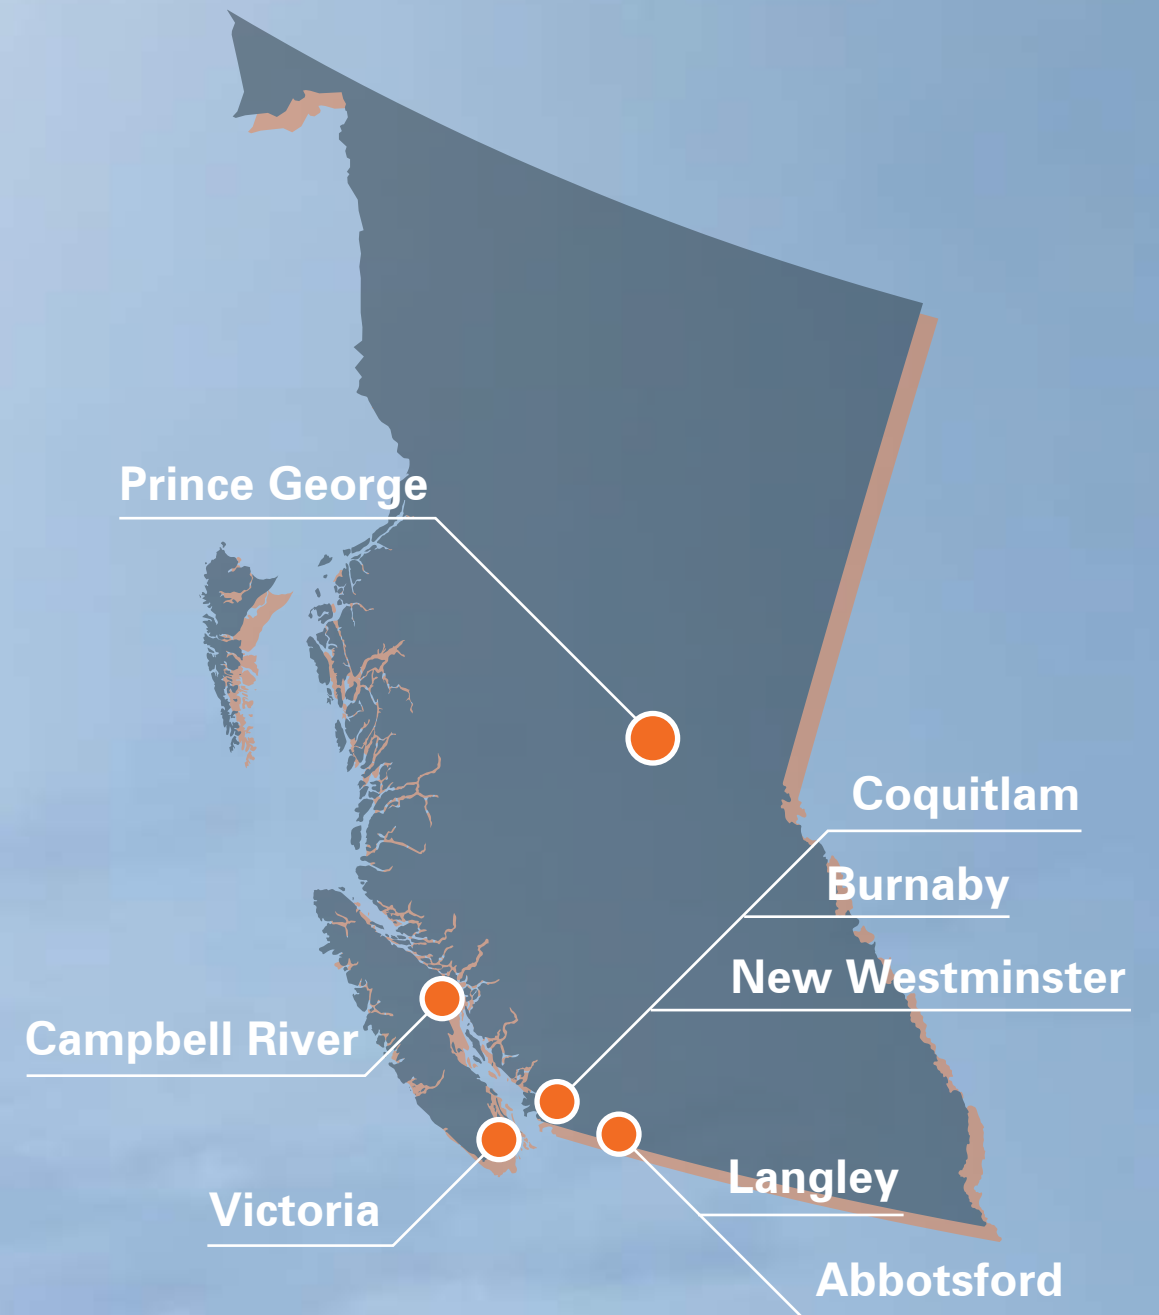 Prince George
Coquitlam
Burnaby
New Westminster
Campbell River
Langley
Victoria
Abbotsford